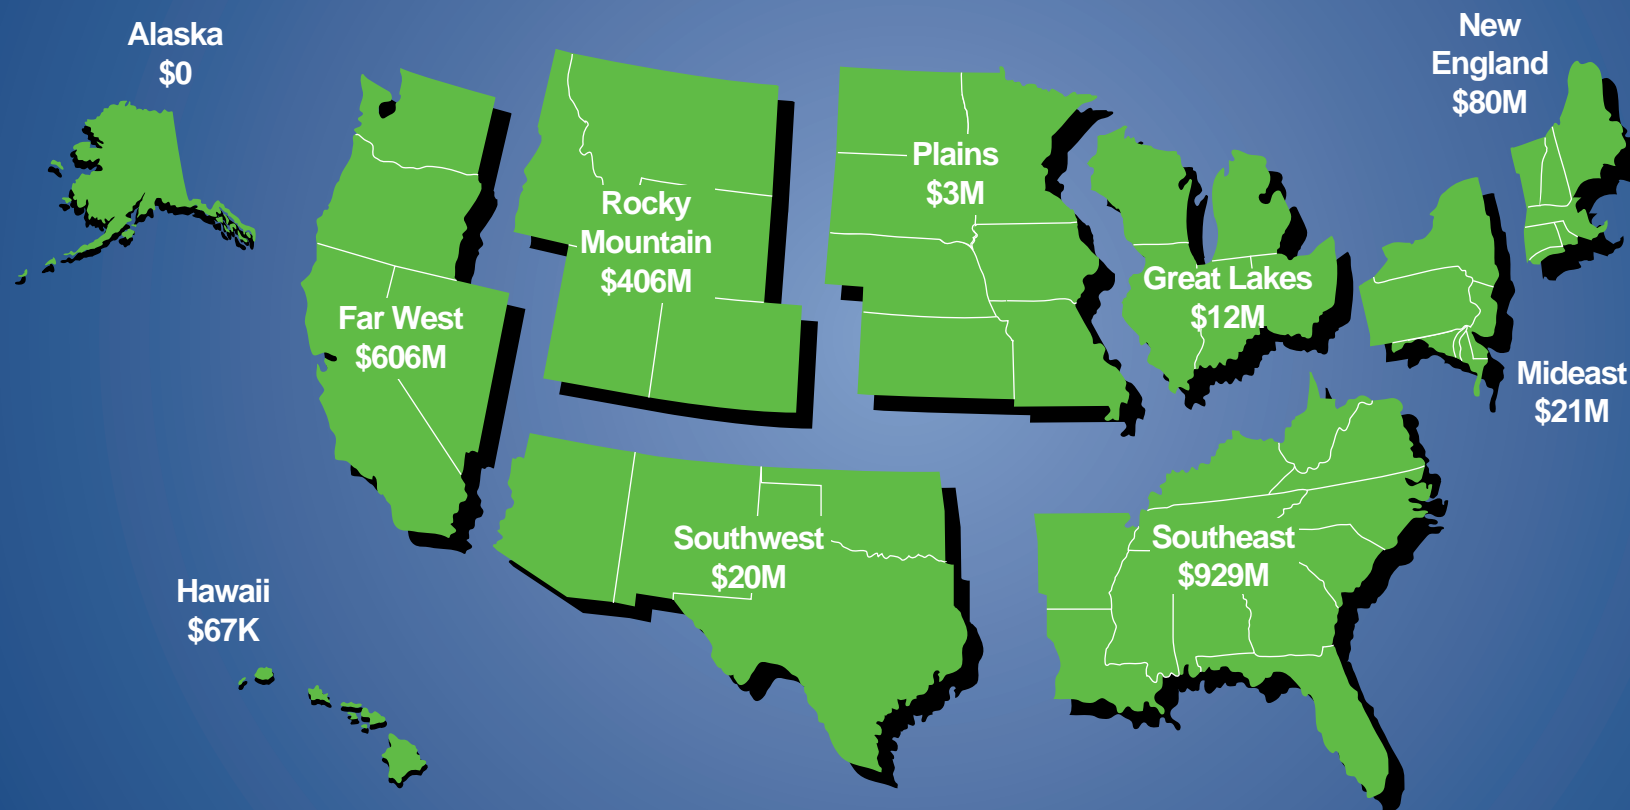 Alaska
$0
New
England
$80M
Plains
$3M
Rocky
Mountain
$406M
Great Lakes
$12M
Far West
$606M
Mideast
$21M
Southwest
$20M
Southeast
$929M
Hawaii
$67K